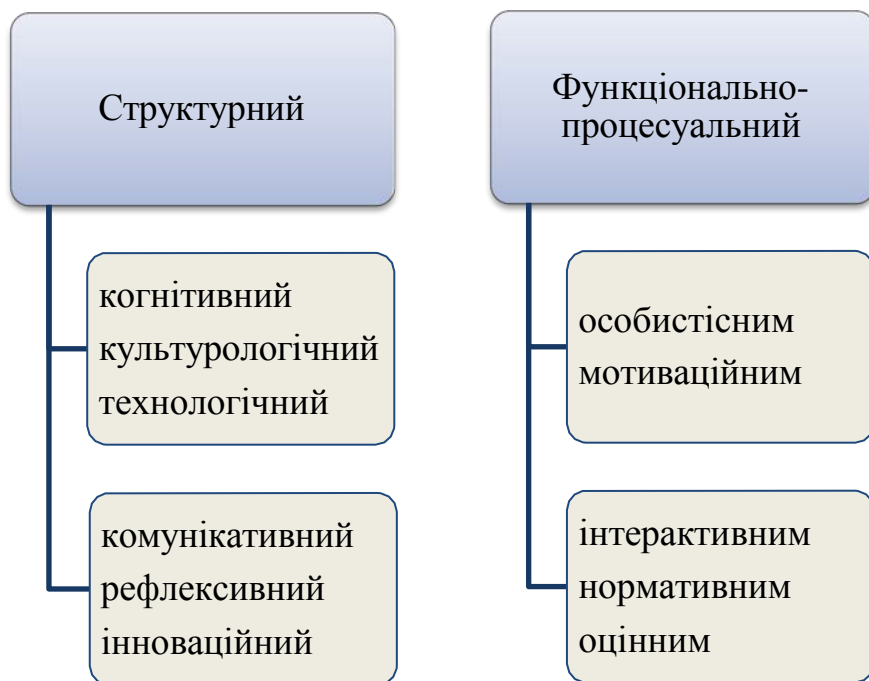 Структурний
когнітивний
культурологічний
технологічний
комунікативний
рефлексивний
інноваційний
Функціонально-
процесуальний
особистісним
мотиваційним
інтерактивним
нормативним
оцінним